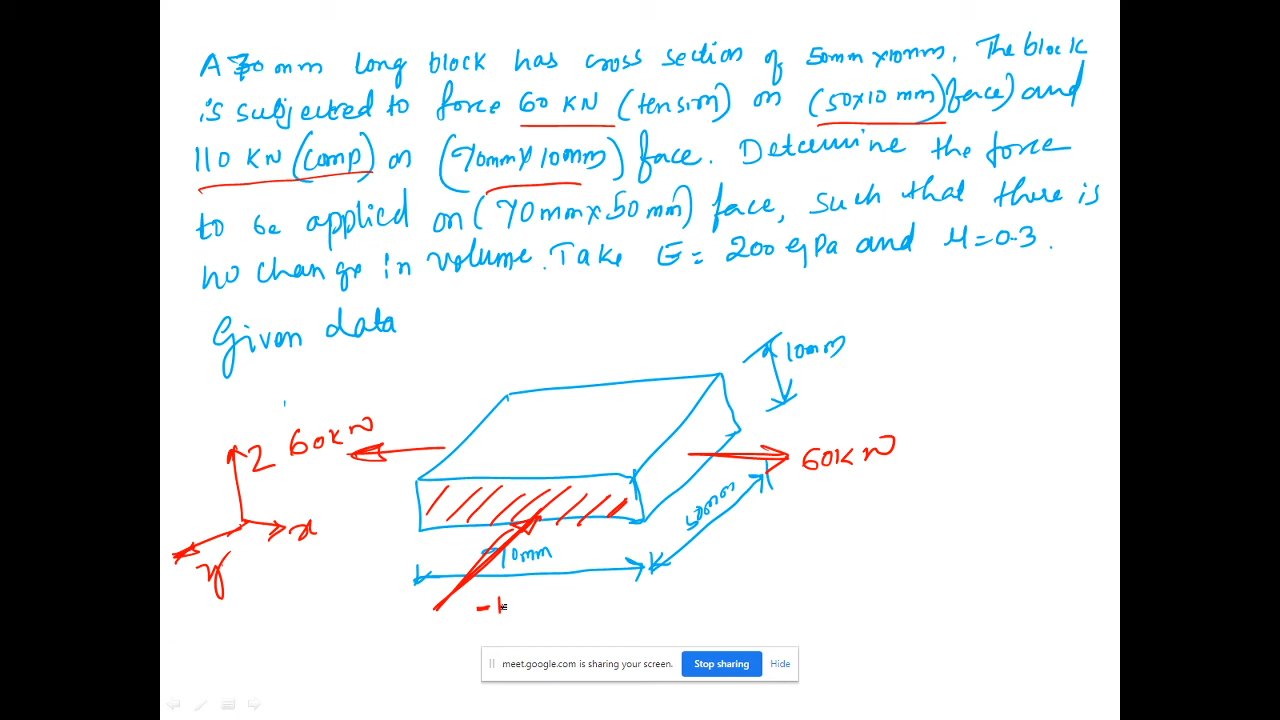 A 70 mm long block has cross section of 50mm x10mm. The block
is subjected to force 60 KN (tension) on (50x10 mm) face) and
110 KN (Comp) on (70mm x 10mm) face. Determine the force
to be applied on (70mm x 50 mm) face, such that there is
no change in volume. Take E = 200 GPa and μ = 0.3.
Given data
10mm
60KN
Z
60KN
x
50mm
y
70mm
-1
meet.google.com is sharing your screen. Stop sharing Hide